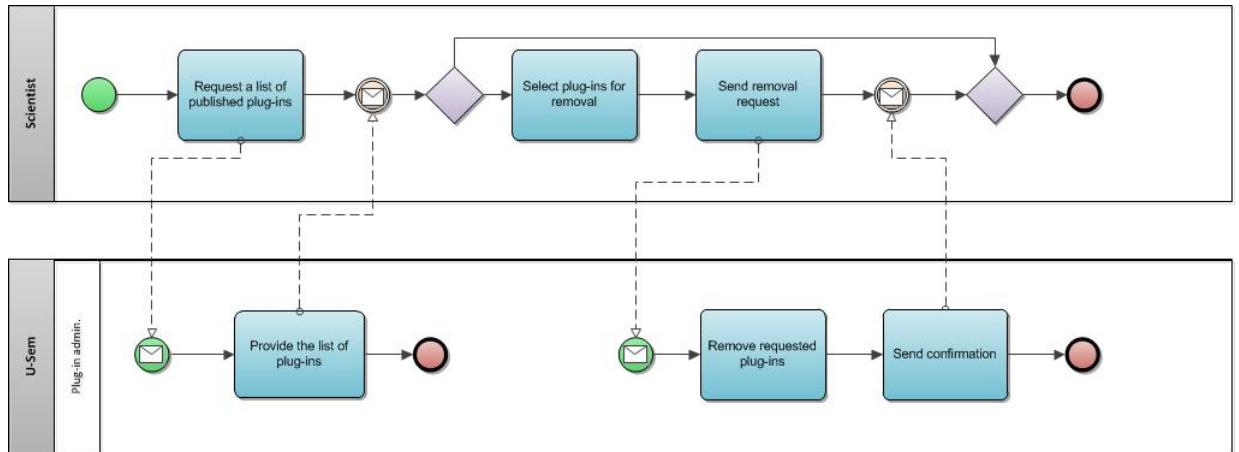 Scientist
Request a list of
published plug-ins
Select plug-ins for
removal
Send removal
request
U-Sem
Plug-in admin.
Provide the list of
plug-ins
Remove requested
plug-ins
Send confirmation